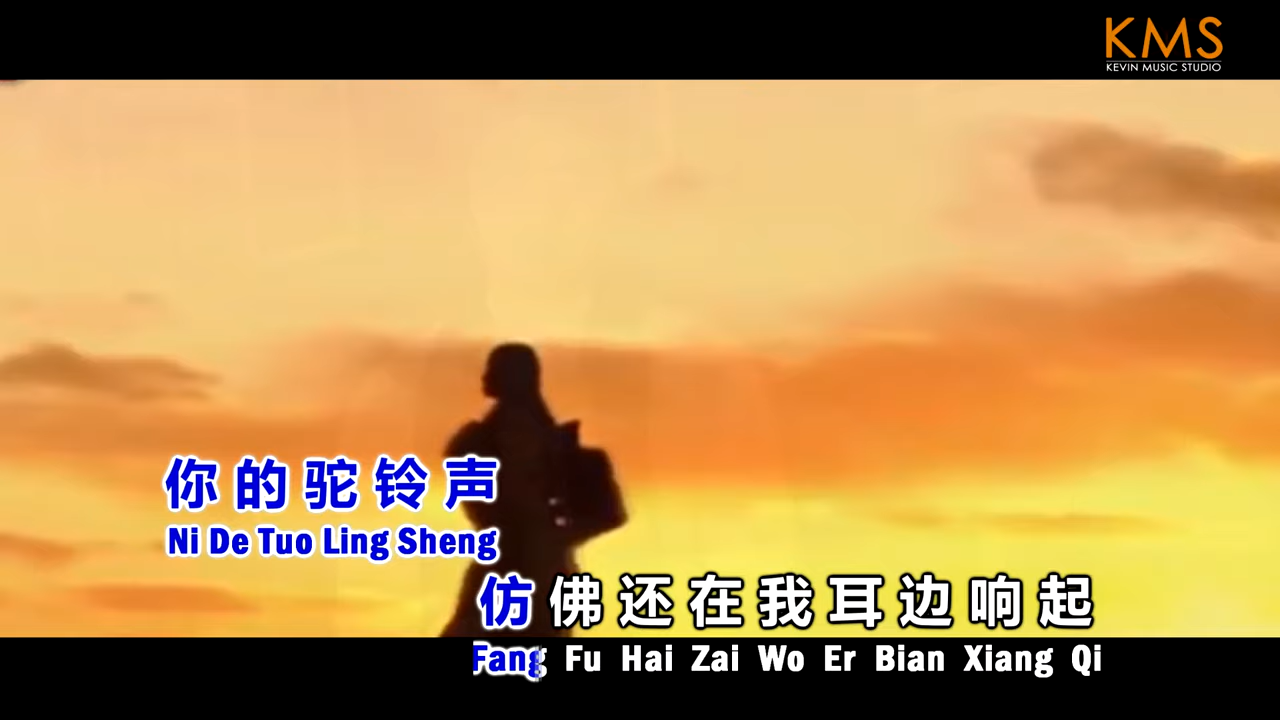 KMS
KEVIN MUSIC STUDIO
你的驼铃声
Ni De Tuo Ling Sheng
仿佛还在我耳边响起
Fang Fu Hai Zai Wo Er Bian Xiang Qi